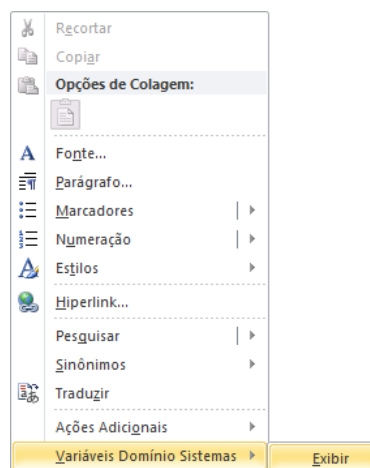 Recortar
Copiar
Opções de Colagem:
Fonte...
Parágrafo...
Marcadores
Numeração
Estilos
Hiperlink...
Pesquisar
Sinônimos
Traduzir
Ações Adicionais
Variáveis Domínio Sistemas Exibir